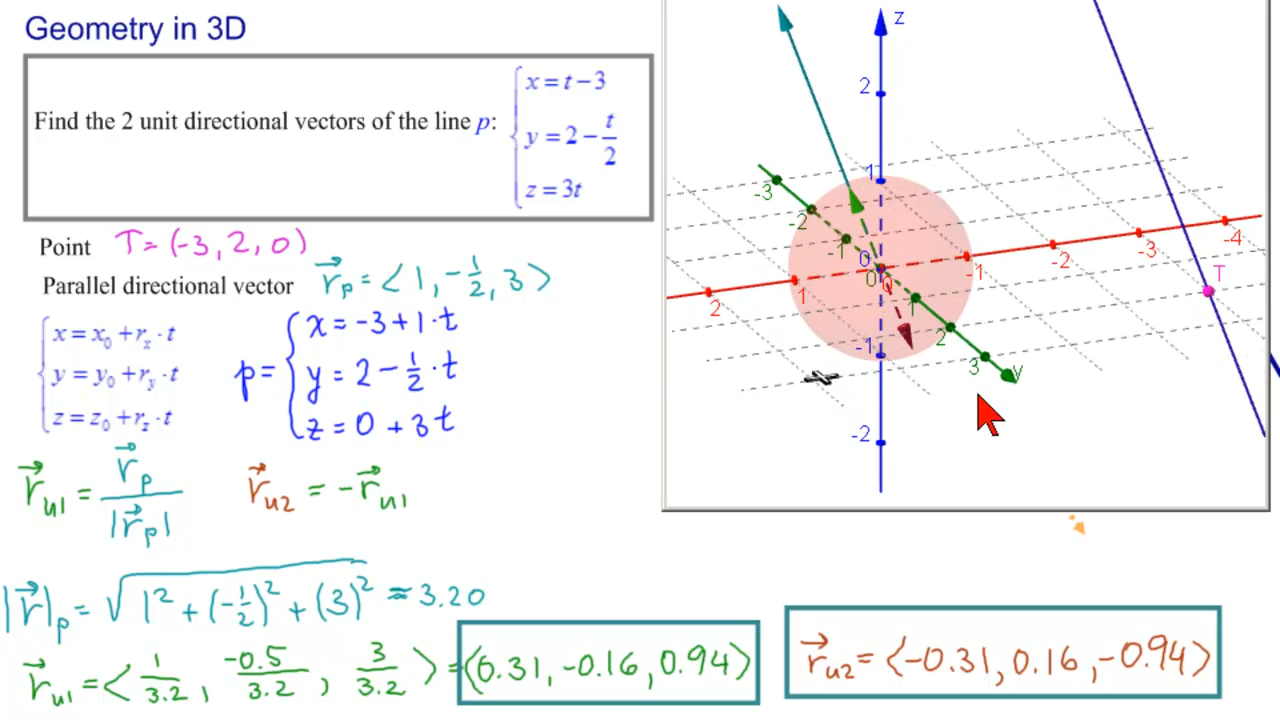 Geometry in 3D
Find the 2 unit directional vectors of the line p: { x = t − 3
y = 2 − t/2
z = 3t
Point T = (-3, 2, 0)
Parallel directional vector r⃗p = ⟨1, -1/2, 3⟩
{ x = x₀ + rₓ · t
y = y₀ + r_y · t
z = z₀ + r_z · t
p = { x = -3 + 1 · t
y = 2 - 1/2 · t
z = 0 + 3t
r⃗u1 = r⃗p / |r⃗p|
r⃗u2 = -r⃗u1
|r⃗|p = √(1² + (-1/2)² + (3)²) ≈ 3.20
r⃗u1 = ⟨1/3.2, -0.5/3.2, 3/3.2⟩ = ⟨0.31, -0.16, 0.94⟩
r⃗u2 = ⟨-0.31, 0.16, -0.94⟩
z
2
1
0
-1
-2
-3
-2
-1
0
1
2
3
y
2
1
0
-1
-2
-3
-4
T